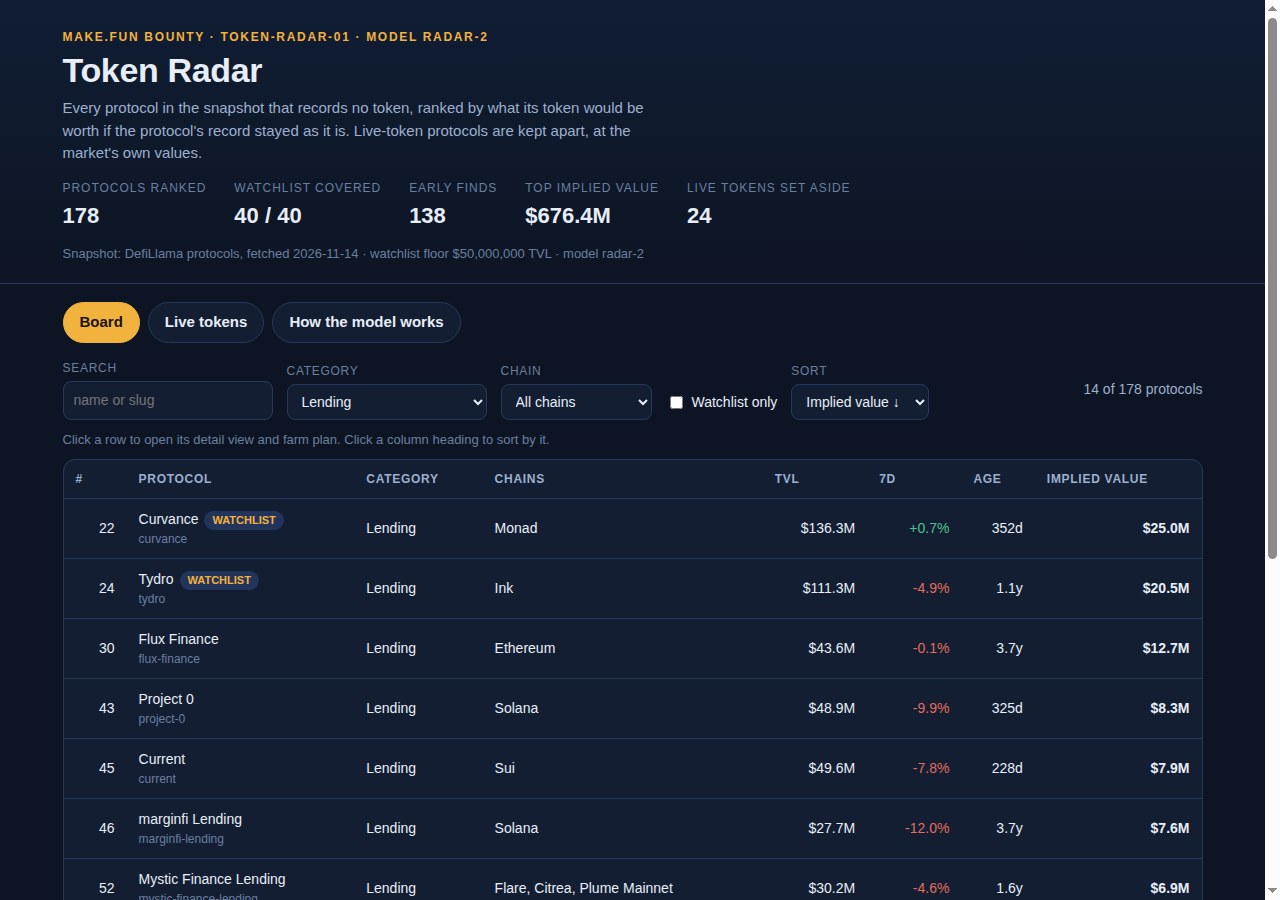 MAKE.FUN BOUNTY · TOKEN-RADAR-01 · MODEL RADAR-2
Token Radar
Every protocol in the snapshot that records no token, ranked by what its token would be
worth if the protocol's record stayed as it is. Live-token protocols are kept apart, at the
market's own values.
PROTOCOLS RANKED WATCHLIST COVERED EARLY FINDS TOP IMPLIED VALUE LIVE TOKENS SET ASIDE
178 40 / 40 138 $676.4M 24
Snapshot: DefiLlama protocols, fetched 2026-11-14 · watchlist floor $50,000,000 TVL · model radar-2
Board Live tokens How the model works
SEARCH CATEGORY CHAIN SORT
name or slug Lending All chains Watchlist only Implied value ↓ 14 of 178 protocols
Click a row to open its detail view and farm plan. Click a column heading to sort by it.
# PROTOCOL CATEGORY CHAINS TVL 7D AGE IMPLIED VALUE
22 Curvance WATCHLIST Lending Monad $136.3M +0.7% 352d $25.0M
curvance
24 Tydro WATCHLIST Lending Ink $111.3M -4.9% 1.1y $20.5M
tydro
30 Flux Finance Lending Ethereum $43.6M -0.1% 3.7y $12.7M
flux-finance
43 Project 0 Lending Solana $48.9M -9.9% 325d $8.3M
project-0
45 Current Lending Sui $49.6M -7.8% 228d $7.9M
current
46 marginfi Lending Lending Solana $27.7M -12.0% 3.7y $7.6M
marginfi-lending
52 Mystic Finance Lending Lending Flare, Citrea, Plume Mainnet $30.2M -4.6% 1.6y $6.9M
mystic-finance-lending